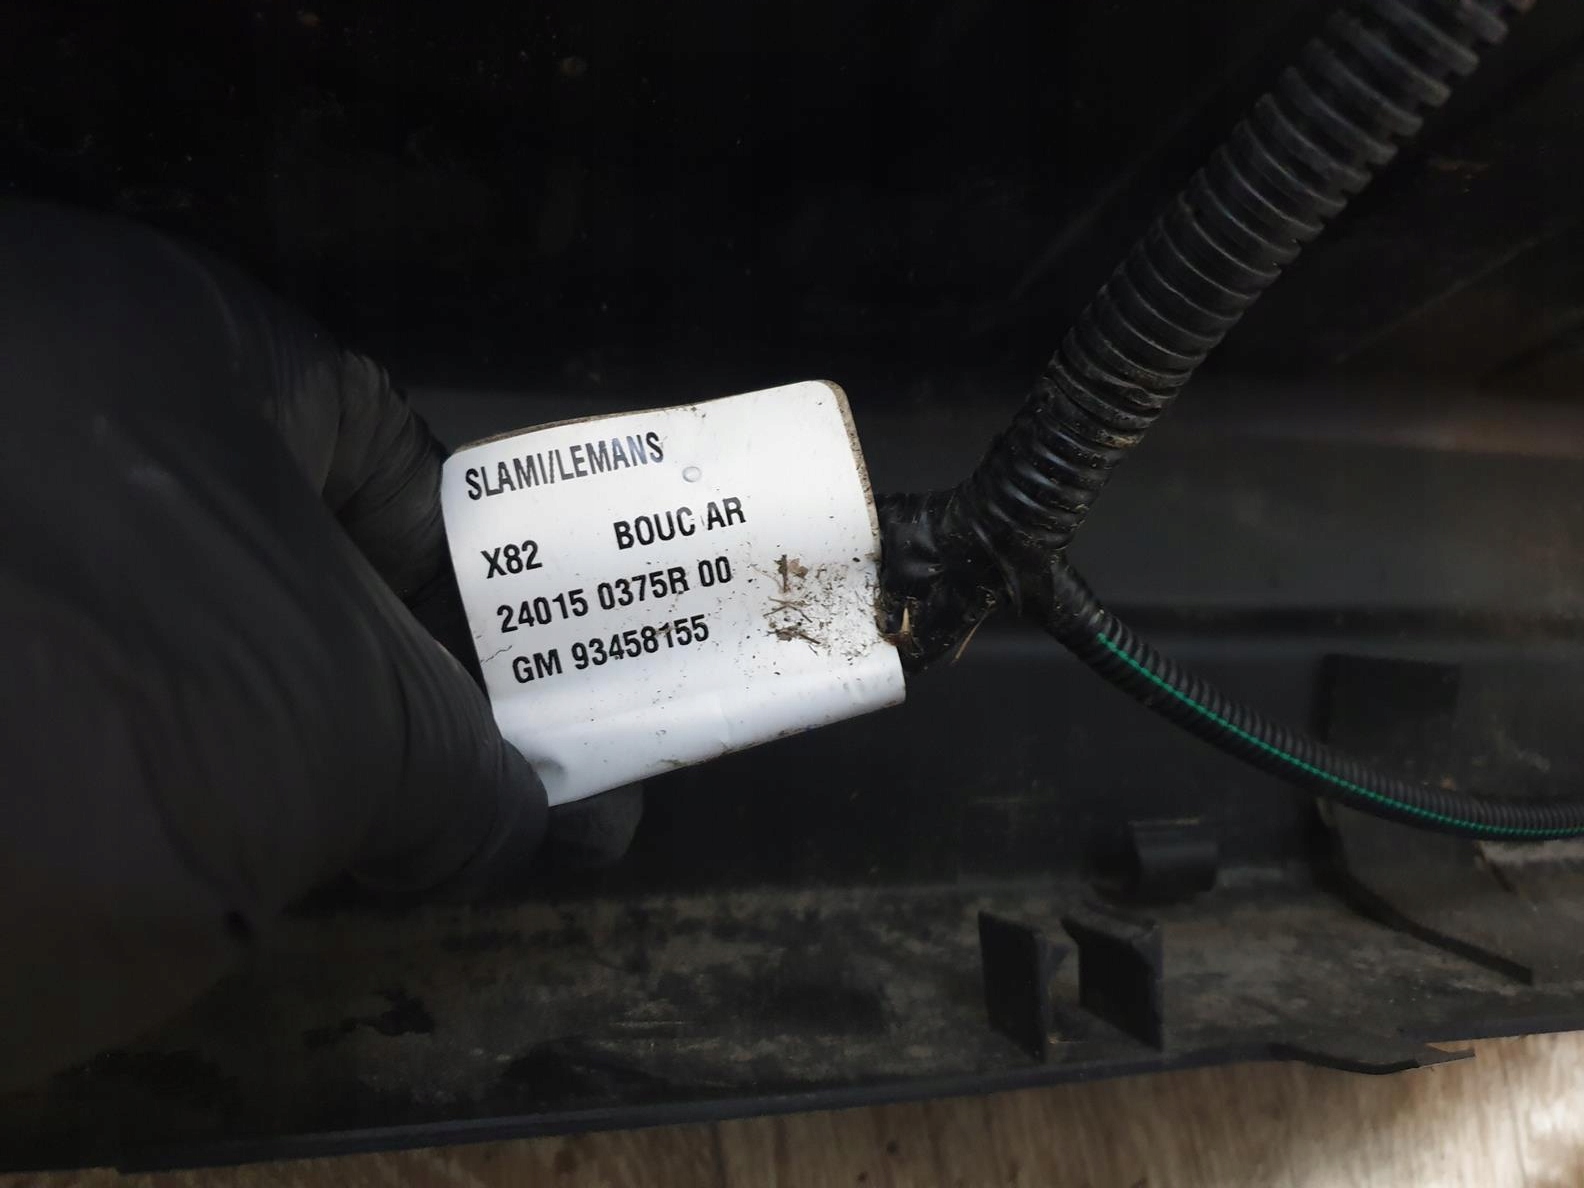 SLAMI/LEMANS
X82 BOUC AR
24015 0375R 00
GM 93458155